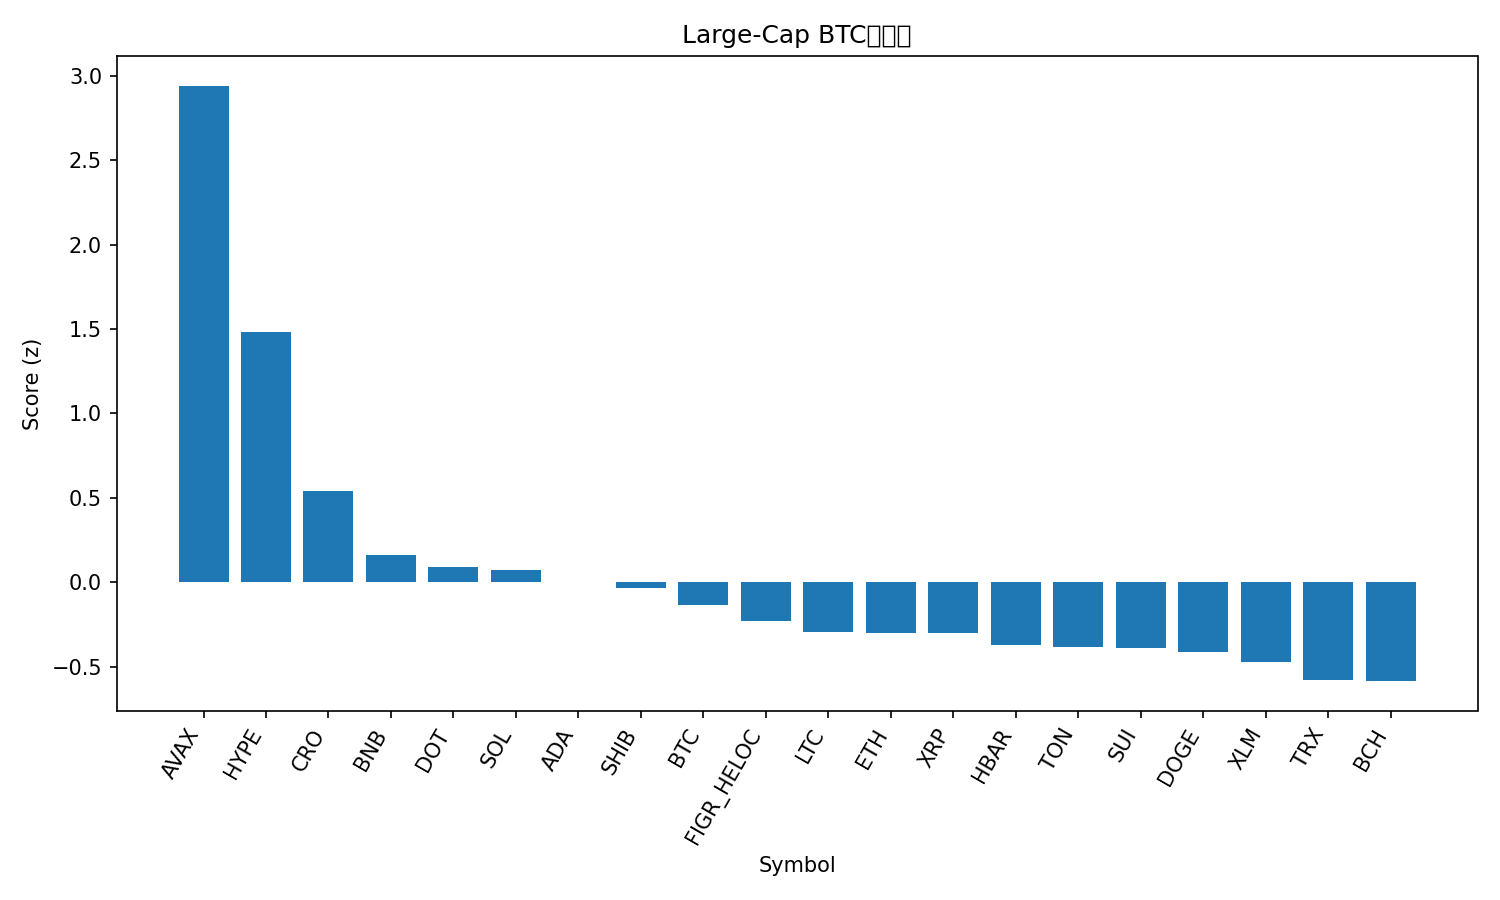 Large-Cap BTC
3.0
2.5
2.0
1.5
1.0
0.5
0.0
−0.5
Score (z)
AVAX
HYPE
CRO
BNB
DOT
SOL
ADA
SHIB
BTC
FIGR_HELOC
LTC
ETH
XRP
HBAR
TON
SUI
DOGE
XLM
TRX
BCH
Symbol